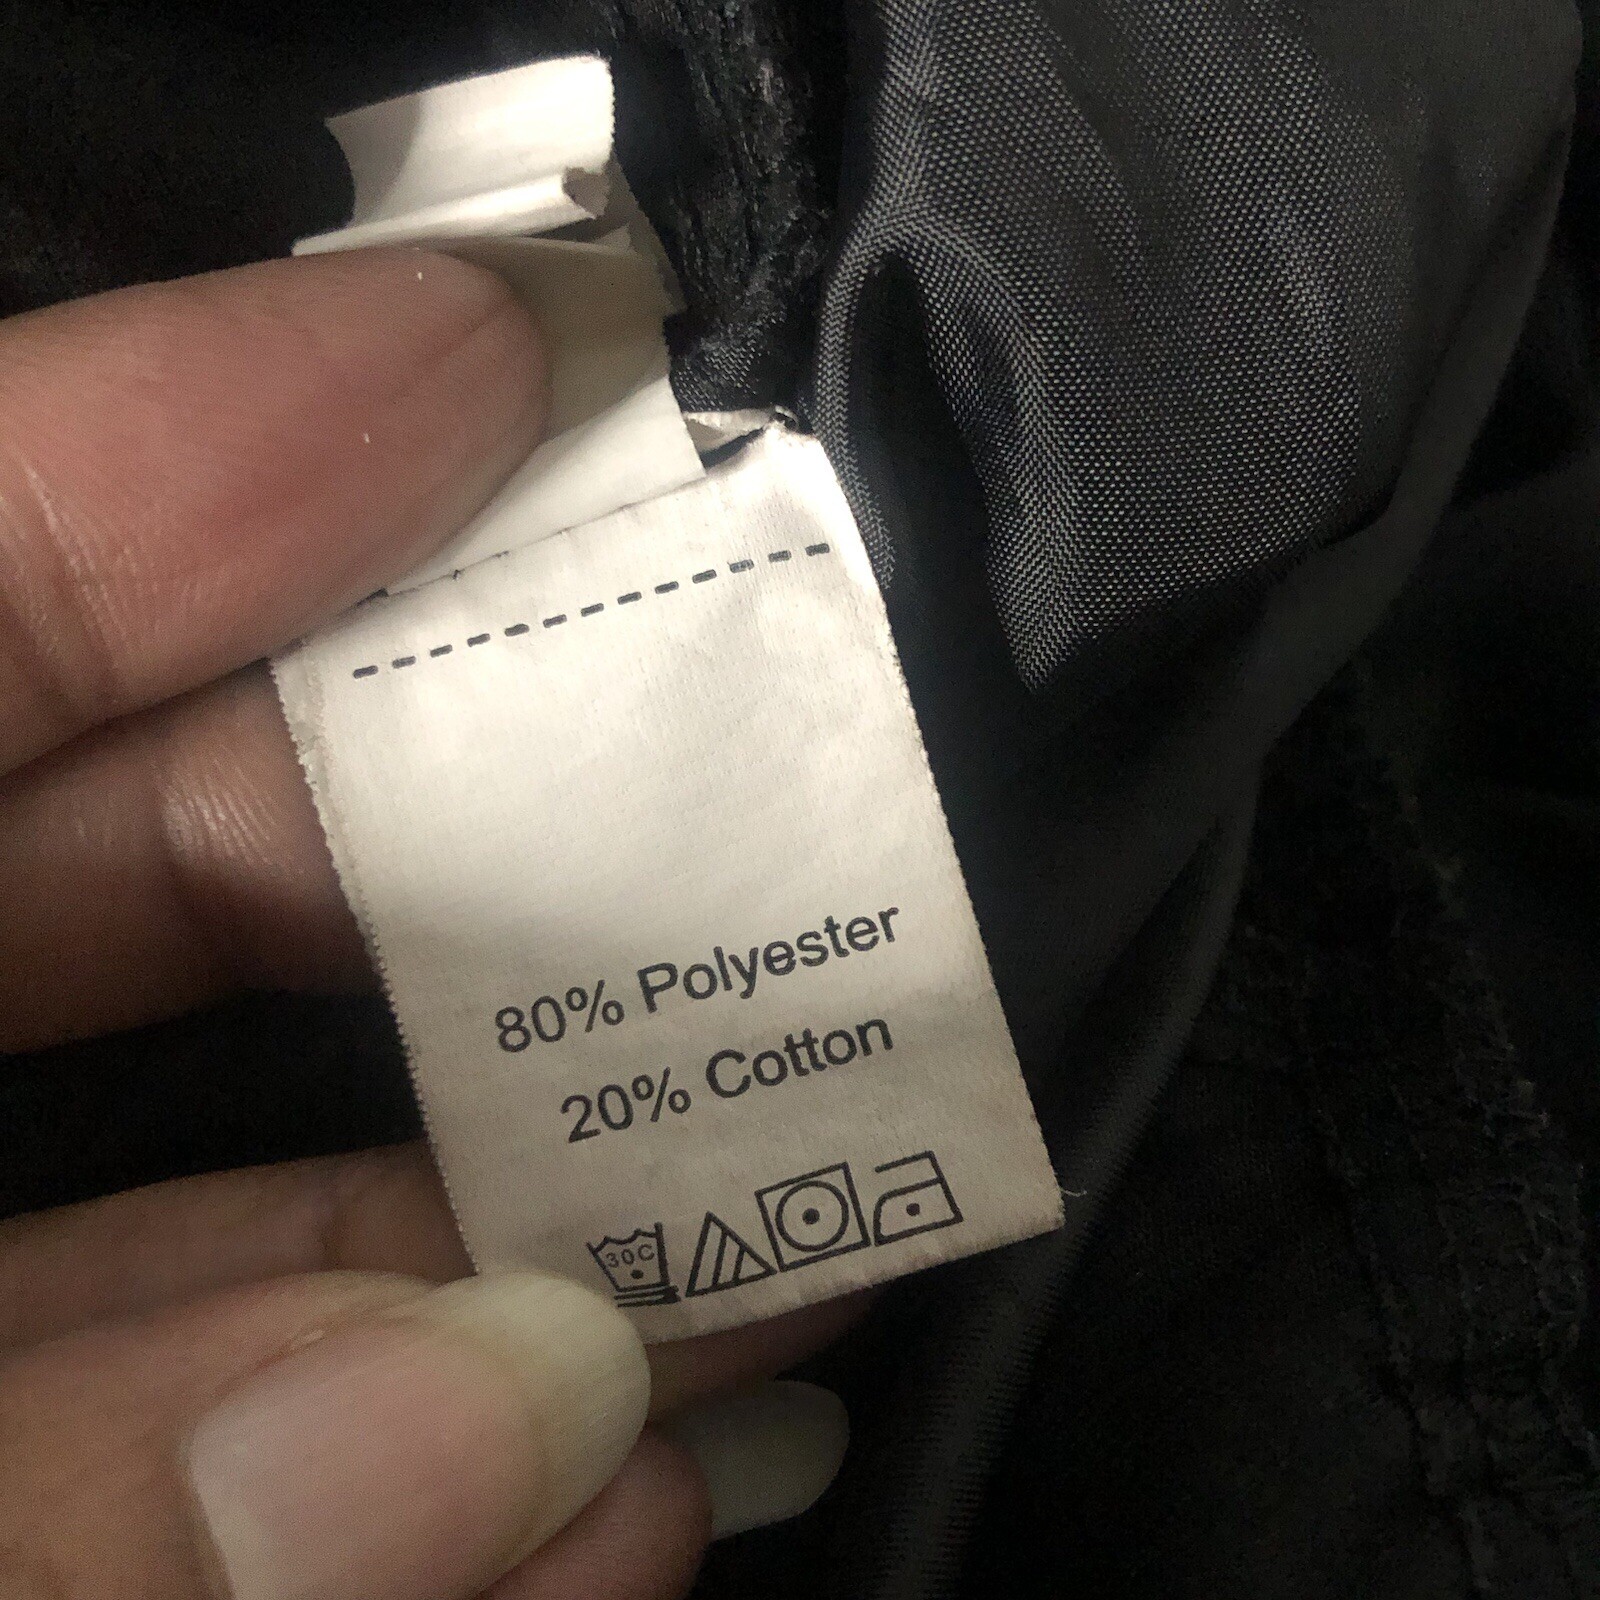 80% Polyester
20% Cotton
30C